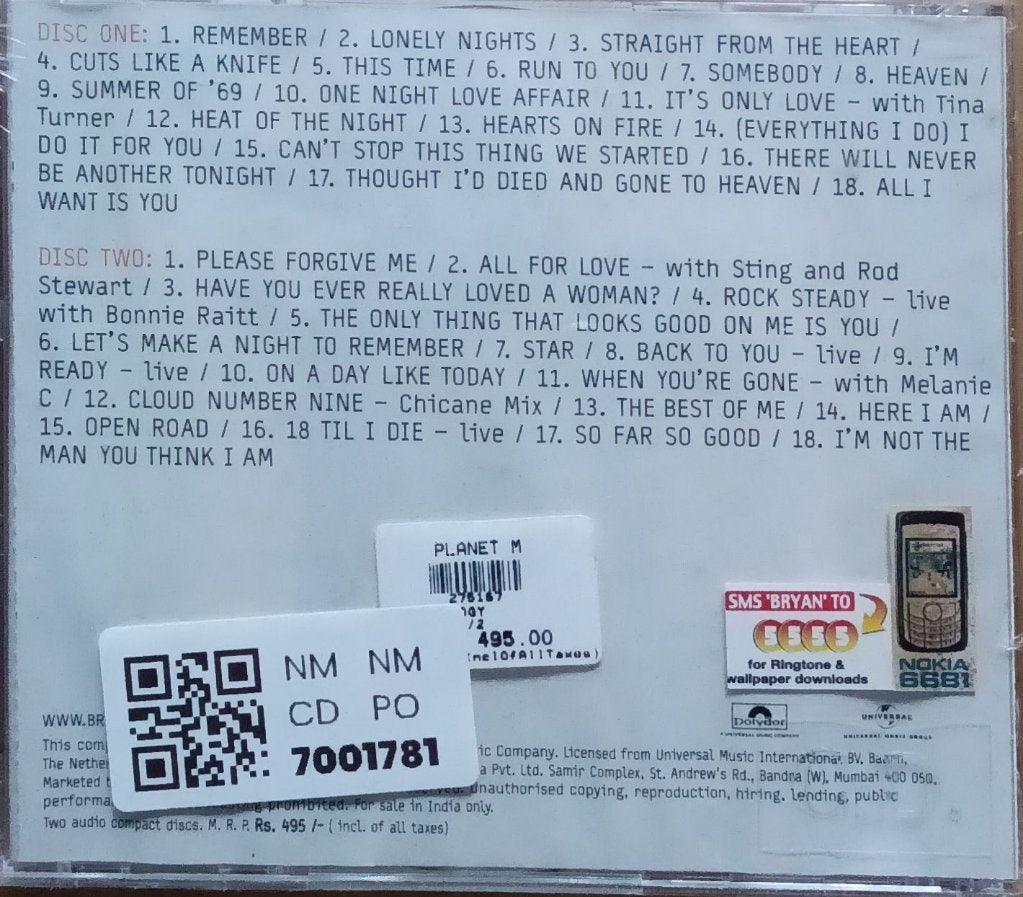 DISC ONE: 1. REMEMBER / 2. LONELY NIGHTS / 3. STRAIGHT FROM THE HEART /
4. CUTS LIKE A KNIFE / 5. THIS TIME / 6. RUN TO YOU / 7. SOMEBODY / 8. HEAVEN /
9. SUMMER OF '69 / 10. ONE NIGHT LOVE AFFAIR / 11. IT'S ONLY LOVE – with Tina
Turner / 12. HEAT OF THE NIGHT / 13. HEARTS ON FIRE / 14. (EVERYTHING I DO) I
DO IT FOR YOU / 15. CAN'T STOP THIS THING WE STARTED / 16. THERE WILL NEVER
BE ANOTHER TONIGHT / 17. THOUGHT I'D DIED AND GONE TO HEAVEN / 18. ALL I
WANT IS YOU
DISC TWO: 1. PLEASE FORGIVE ME / 2. ALL FOR LOVE – with Sting and Rod
Stewart / 3. HAVE YOU EVER REALLY LOVED A WOMAN? / 4. ROCK STEADY – live
with Bonnie Raitt / 5. THE ONLY THING THAT LOOKS GOOD ON ME IS YOU /
6. LET'S MAKE A NIGHT TO REMEMBER / 7. STAR / 8. BACK TO YOU – live / 9. I'M
READY – live / 10. ON A DAY LIKE TODAY / 11. WHEN YOU'RE GONE – with Melanie
C / 12. CLOUD NUMBER NINE – Chicane Mix / 13. THE BEST OF ME / 14. HERE I AM /
15. OPEN ROAD / 16. 18 TIL I DIE – live / 17. SO FAR SO GOOD / 18. I'M NOT THE
MAN YOU THINK I AM
PLANET M
495.00
SMS 'BRYAN' TO
5555
for Ringtone &
wallpaper downloads
NOKIA
6681
NM NM
CD PO
7001781
Polydor
A UNIVERSAL MUSIC COMPANY
UNIVERSAL
UNIVERSAL MUSIC GROUP
WWW.BR
This com ic Company. Licensed from Universal Music International BV, Baarn,
The Nethe a Pvt. Ltd. Samir Complex, St. Andrew's Rd., Bandra (W), Mumbai 400 050.
Marketed Unauthorised copying, reproduction, hiring, lending, public
performa prohibited. For sale in India only.
Two audio compact discs. M. R. P. Rs. 495 /- ( incl. of all taxes)